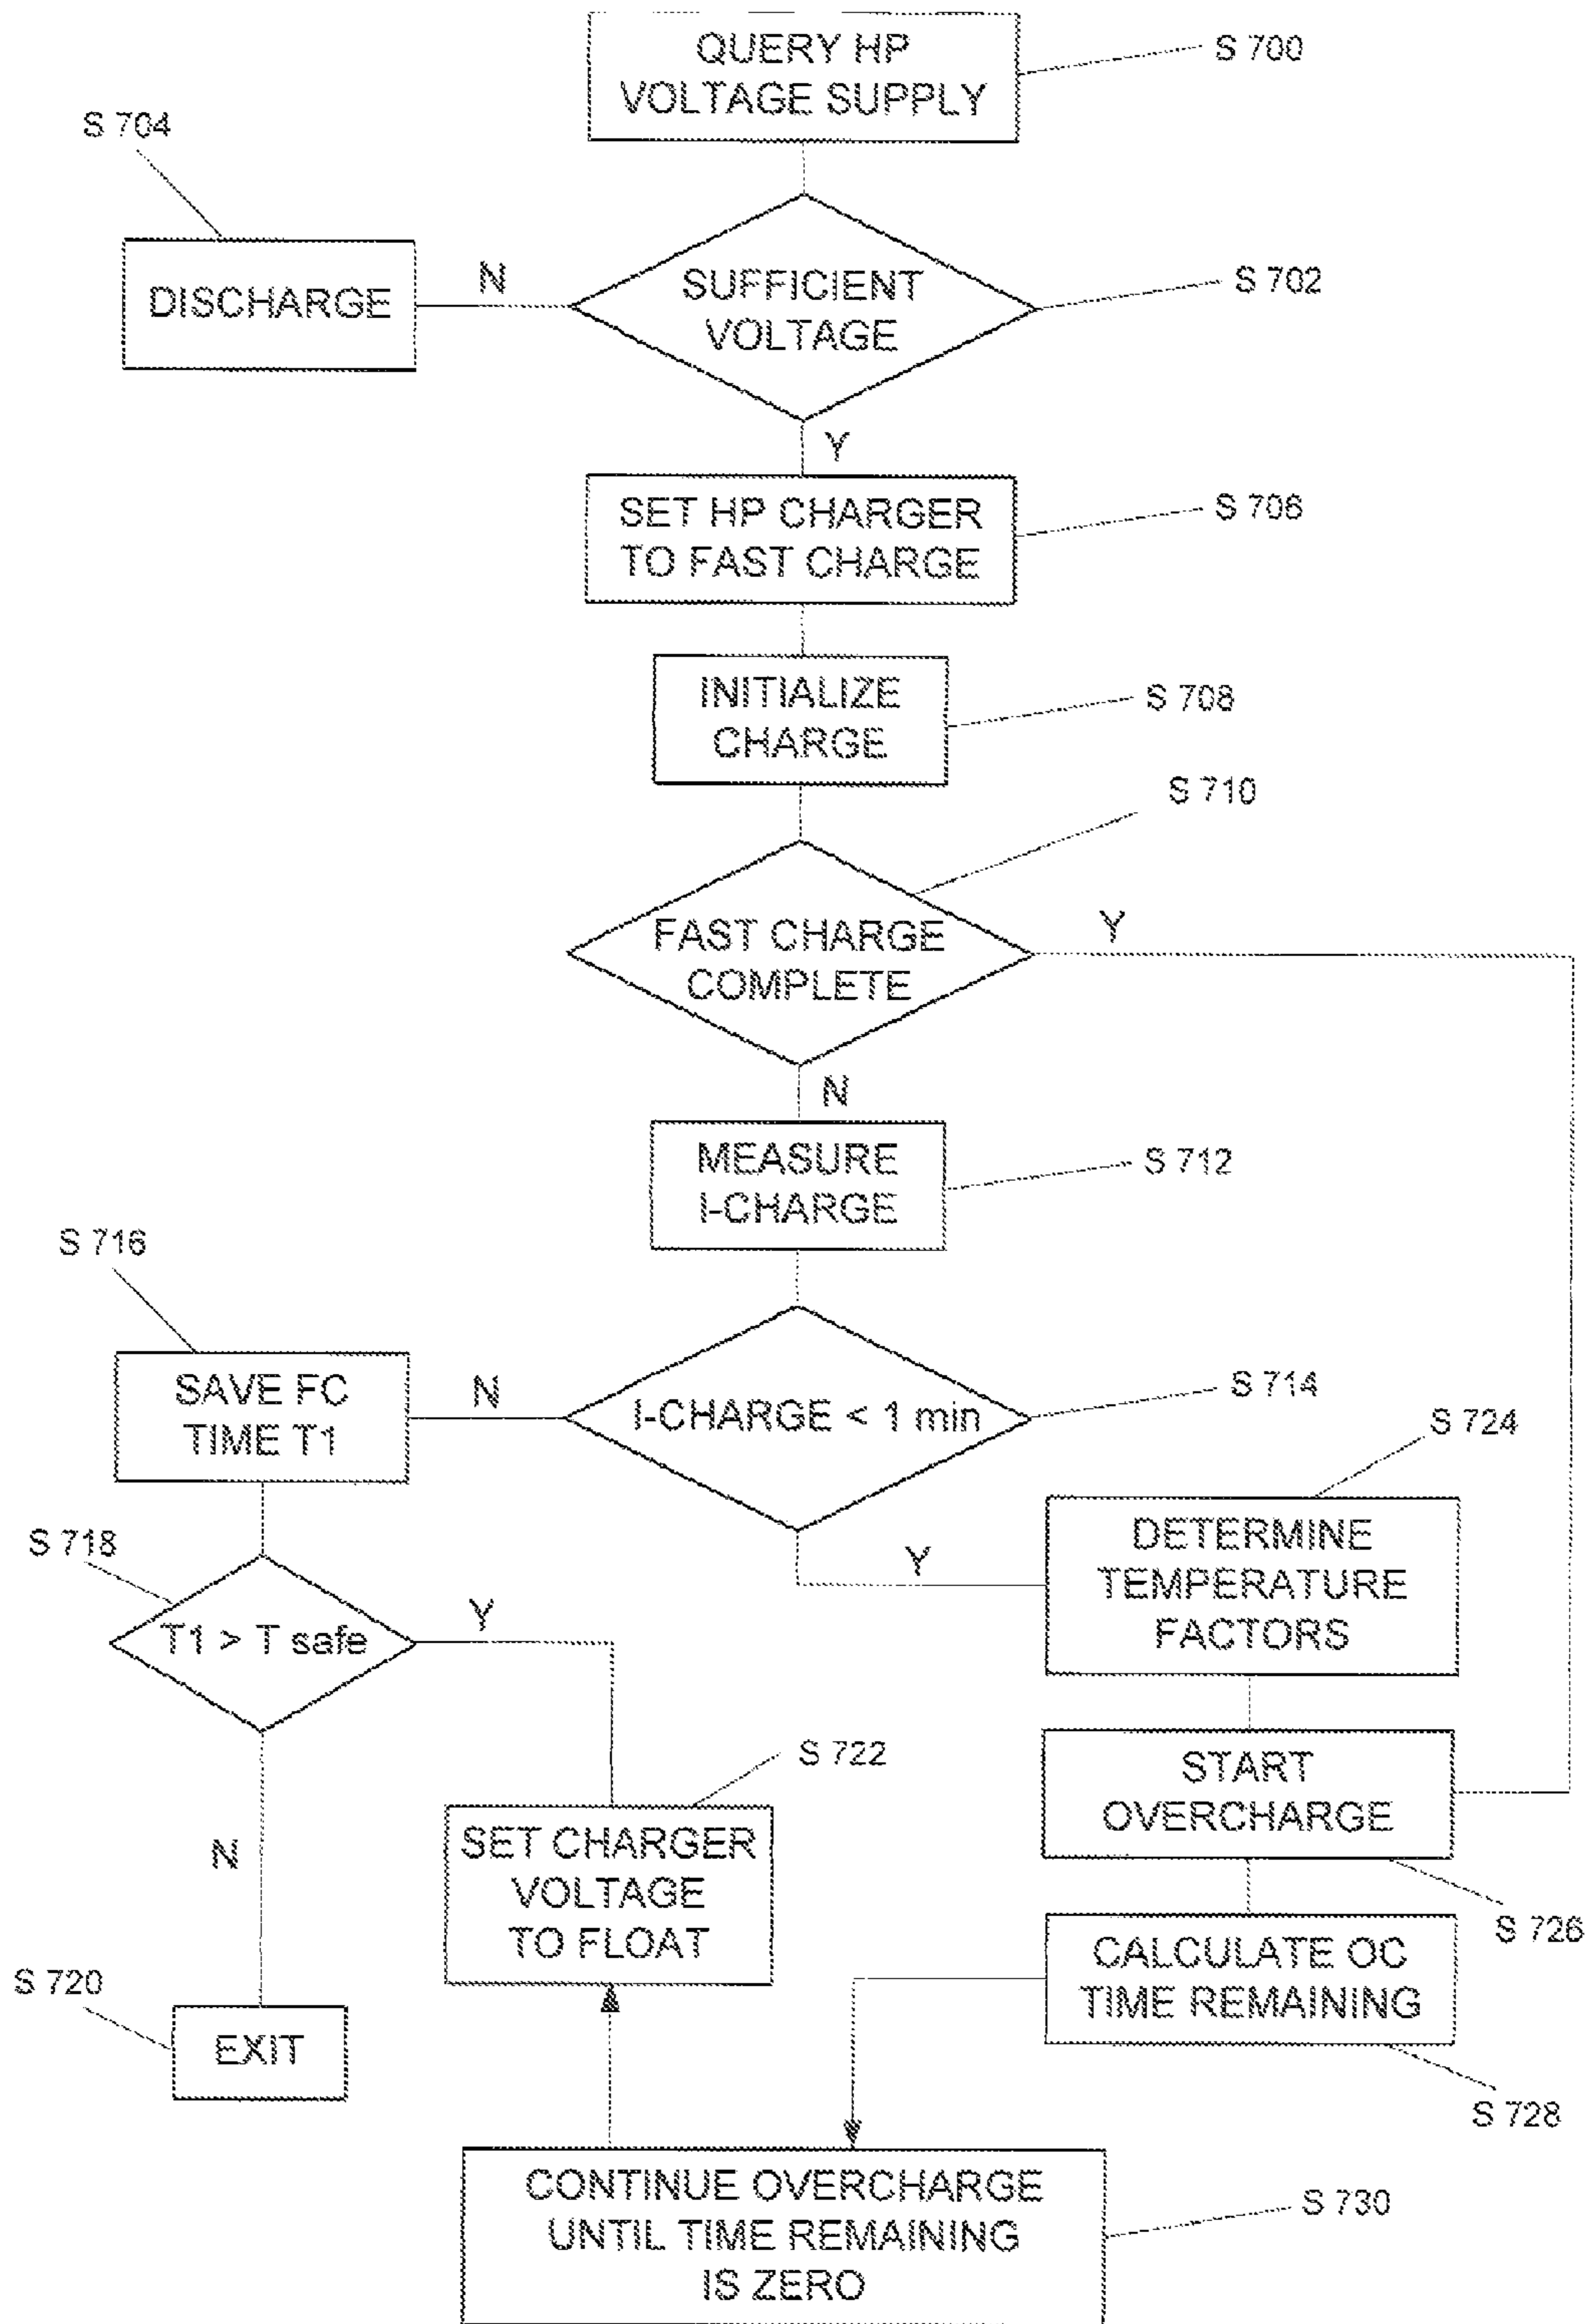 QUERY HP
VOLTAGE SUPPLY
S 700
S 704
DISCHARGE
N
SUFFICIENT
VOLTAGE
S 702
Y
SET HP CHARGER
TO FAST CHARGE
S 706
INITIALIZE
CHARGE
S 708
S 710
FAST CHARGE
COMPLETE
Y
N
MEASURE
I-CHARGE
S 712
S 716
SAVE FC
TIME T1
N
I-CHARGE < 1 min
S 714
S 724
Y
DETERMINE
TEMPERATURE
FACTORS
S 718
T1 > T safe
Y
N
S 722
SET CHARGER
VOLTAGE
TO FLOAT
START
OVERCHARGE
S 726
CALCULATE OC
TIME REMAINING
S 728
S 720
EXIT
CONTINUE OVERCHARGE
UNTIL TIME REMAINING
IS ZERO
S 730